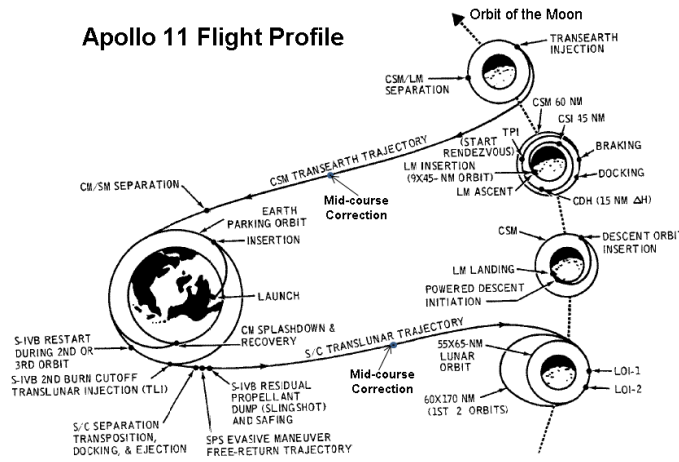 Apollo 11 Flight Profile
Orbit of the Moon
TRANSEARTH
INJECTION
CSM/LM
SEPARATION
CSM 60 NM
CSI 45 NM
TPI
(START
RENDEZVOUS)
BRAKING
LM INSERTION
(9X45-NM ORBIT)
DOCKING
LM ASCENT
CDH (15 NM ΔH)
CSM TRANSEARTH TRAJECTORY
Mid-course
Correction
CM/SM SEPARATION
EARTH
PARKING ORBIT
INSERTION
LAUNCH
CM SPLASHDOWN &
RECOVERY
CSM
DESCENT ORBIT
INSERTION
LM LANDING
POWERED DESCENT
INITIATION
S-IVB RESTART
DURING 2ND OR
3RD ORBIT
S/C TRANSLUNAR TRAJECTORY
Mid-course
Correction
55X65-NM
LUNAR
ORBIT
LOI-1
LOI-2
60X170 NM
(1ST 2 ORBITS)
S-IVB 2ND BURN CUTOFF
TRANSLUNAR INJECTION (TLI)
S-IVB RESIDUAL
PROPELLANT
DUMP (SLINGSHOT)
AND SAFING
S/C SEPARATION
TRANSPOSITION,
DOCKING, & EJECTION
SPS EVASIVE MANEUVER
FREE-RETURN TRAJECTORY